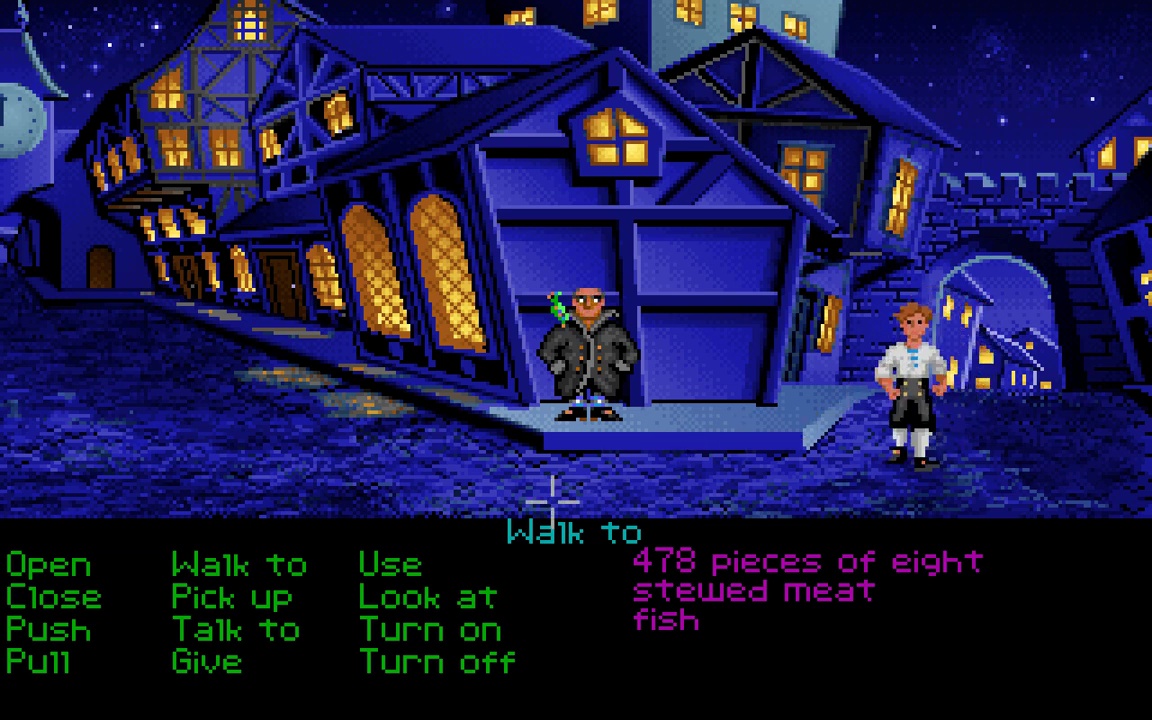 Walk to
Open Walk to Use
Close Pick up Look at
Push Talk to Turn on
Pull Give Turn off
478 pieces of eight
stewed meat
fish